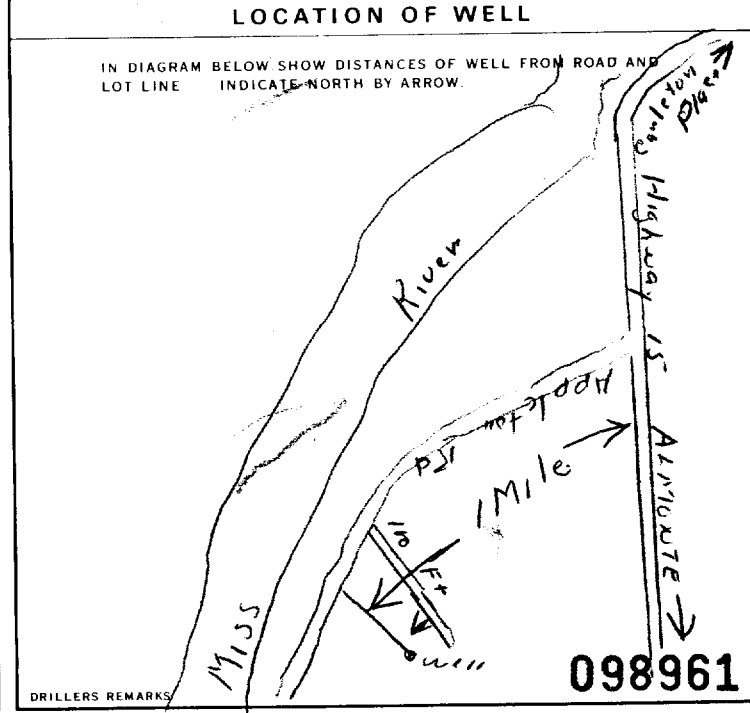 LOCATION OF WELL
IN DIAGRAM BELOW SHOW DISTANCES OF WELL FROM ROAD AND
LOT LINE INDICATE NORTH BY ARROW.
Carleton
Place
Highway 15
River
Appleton Rd
1 Mile
ALMONTE
Ft
Miss
well
098961
DRILLERS REMARKS